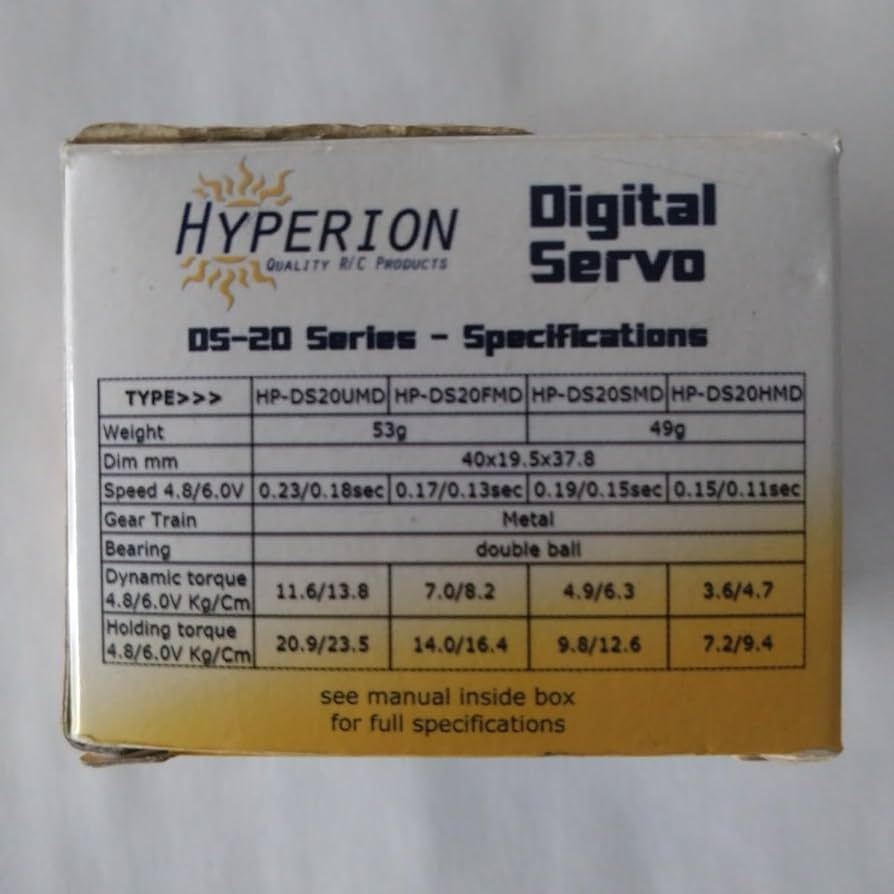 HYPERION
QUALITY R/C PRODUCTS
Digital
Servo
DS-20 Series - Specifications
TYPE>>> HP-DS20UMD HP-DS20FMD HP-DS20SMD HP-DS20HMD
Weight 53g 49g
Dim mm 40x19.5x37.8
Speed 4.8/6.0V 0.23/0.18sec 0.17/0.13sec 0.19/0.15sec 0.15/0.11sec
Gear Train Metal
Bearing double ball
Dynamic torque
4.8/6.0V Kg/Cm 11.6/13.8 7.0/8.2 4.9/6.3 3.6/4.7
Holding torque
4.8/6.0V Kg/Cm 20.9/23.5 14.0/16.4 9.8/12.6 7.2/9.4
see manual inside box
for full specifications